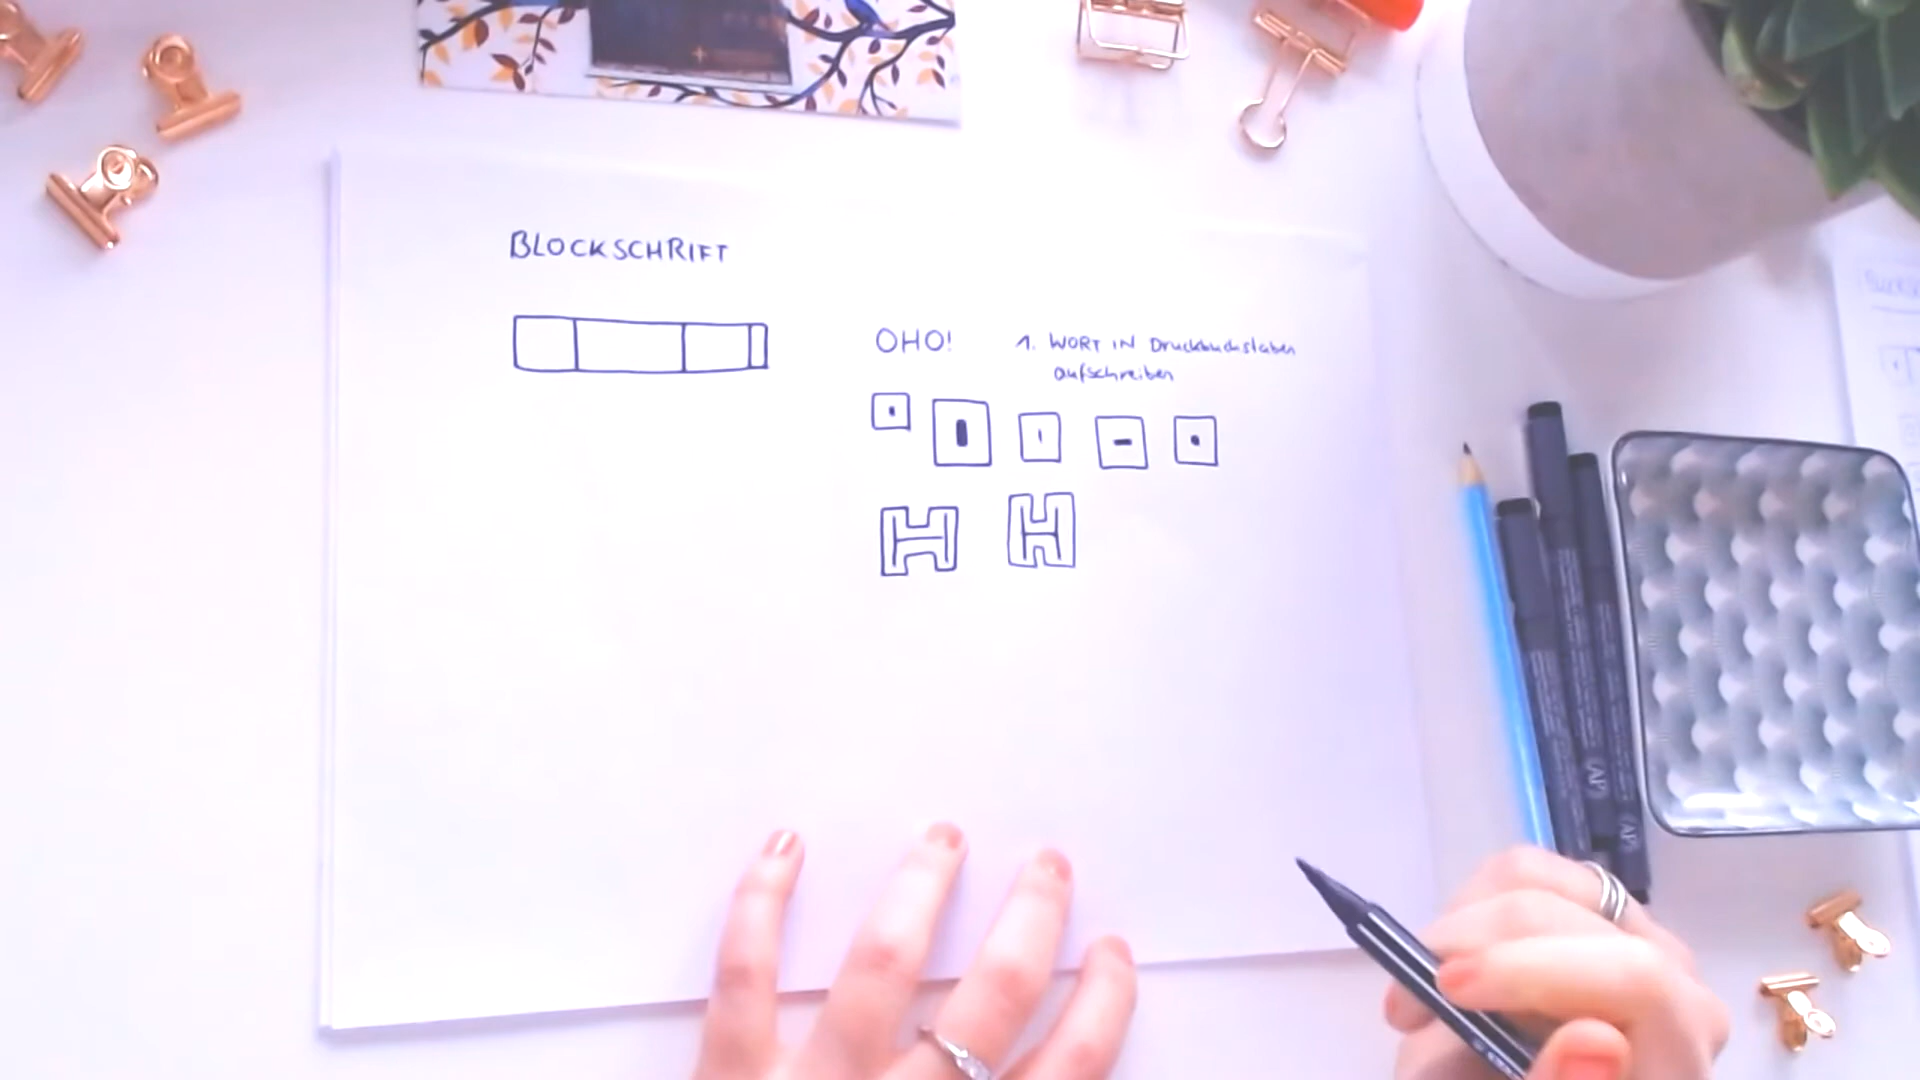 BLOCKSCHRIFT
OHO!
1. WORT IN Druckbuchstaben
aufschreiben
H H